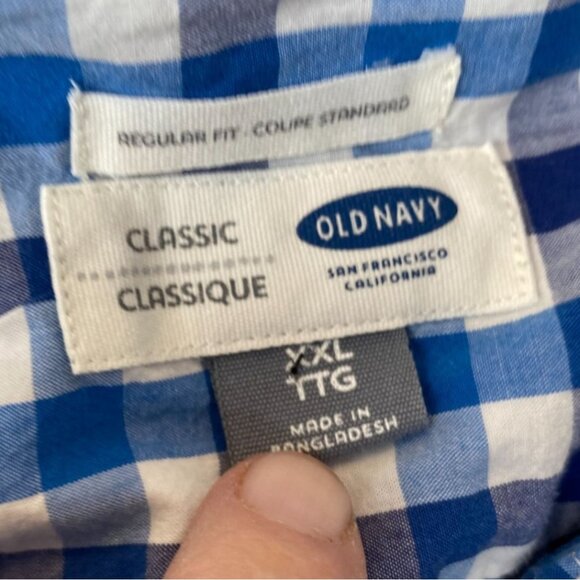 REGULAR FIT - COUPE STANDARD
CLASSIC
CLASSIQUE
OLD NAVY
SAN FRANCISCO
CALIFORNIA
XXL
TTG
MADE IN
BANGLADESH